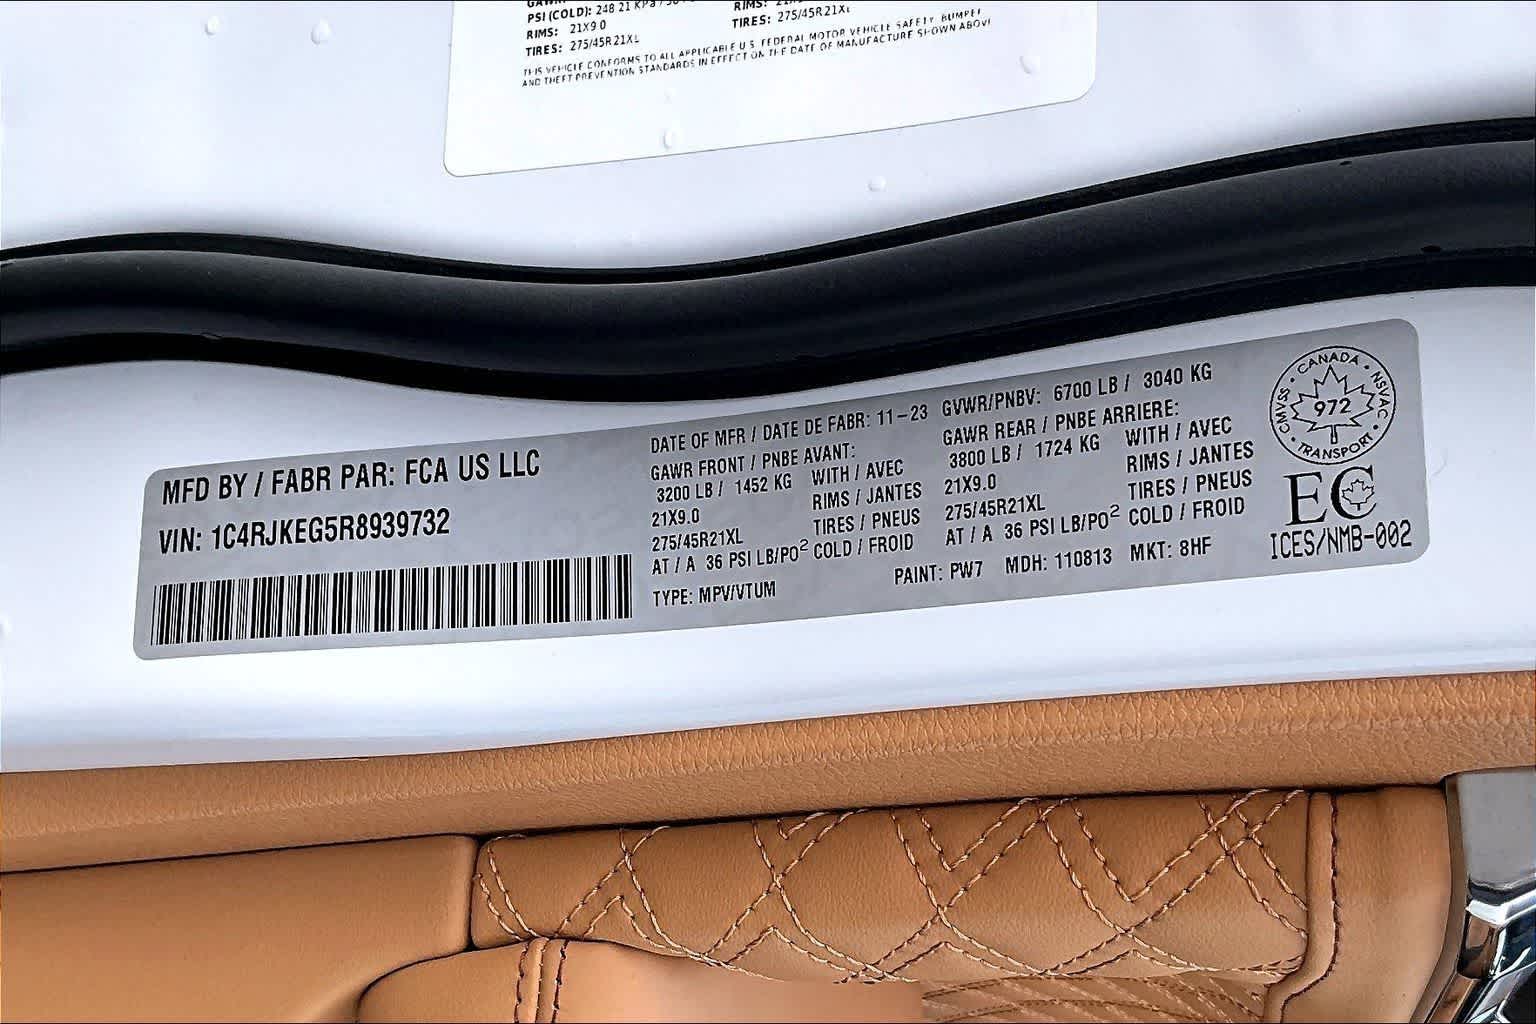 PSI (COLD): 248 21 KPa / 36
RIMS: 21X9.0
TIRES: 275/45R21XL
RIMS: 21X9.0
TIRES: 275/45R21XL
THIS VEHICLE CONFORMS TO ALL APPLICABLE U.S. FEDERAL MOTOR VEHICLE SAFETY, BUMPER
AND THEFT PREVENTION STANDARDS IN EFFECT ON THE DATE OF MANUFACTURE SHOWN ABOVE
MFD BY / FABR PAR: FCA US LLC
VIN: 1C4RJKEG5R8939732
DATE OF MFR / DATE DE FABR: 11-23 GVWR/PNBV: 6700 LB / 3040 KG
GAWR FRONT / PNBE AVANT:
3200 LB / 1452 KG WITH / AVEC
21X9.0 RIMS / JANTES
275/45R21XL TIRES / PNEUS
AT / A 36 PSI LB/PO² COLD / FROID
GAWR REAR / PNBE ARRIERE:
3800 LB / 1724 KG WITH / AVEC
21X9.0 RIMS / JANTES
275/45R21XL TIRES / PNEUS
AT / A 36 PSI LB/PO² COLD / FROID
TYPE: MPV/VTUM PAINT: PW7 MDH: 110813 MKT: 8HF
CANADA
CMVSS • 972 • NSVAC
TRANSPORT
EC
ICES/NMB-002